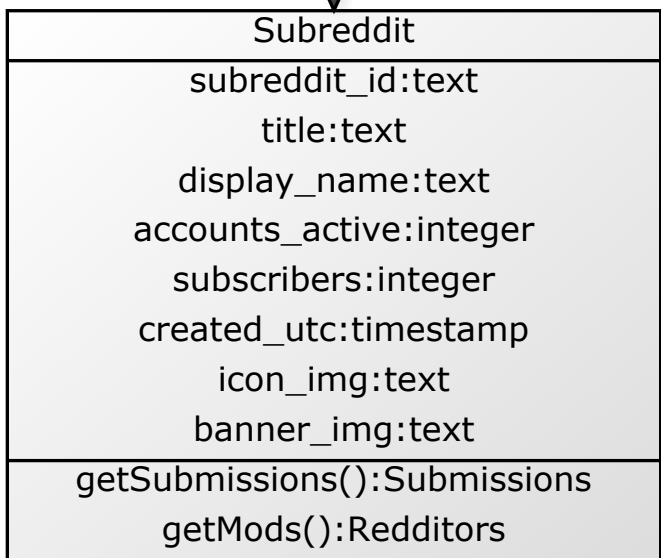 Subreddit
subreddit_id:text
title:text
display_name:text
accounts_active:integer
subscribers:integer
created_utc:timestamp
icon_img:text
banner_img:text
getSubmissions():Submissions
getMods():Redditors